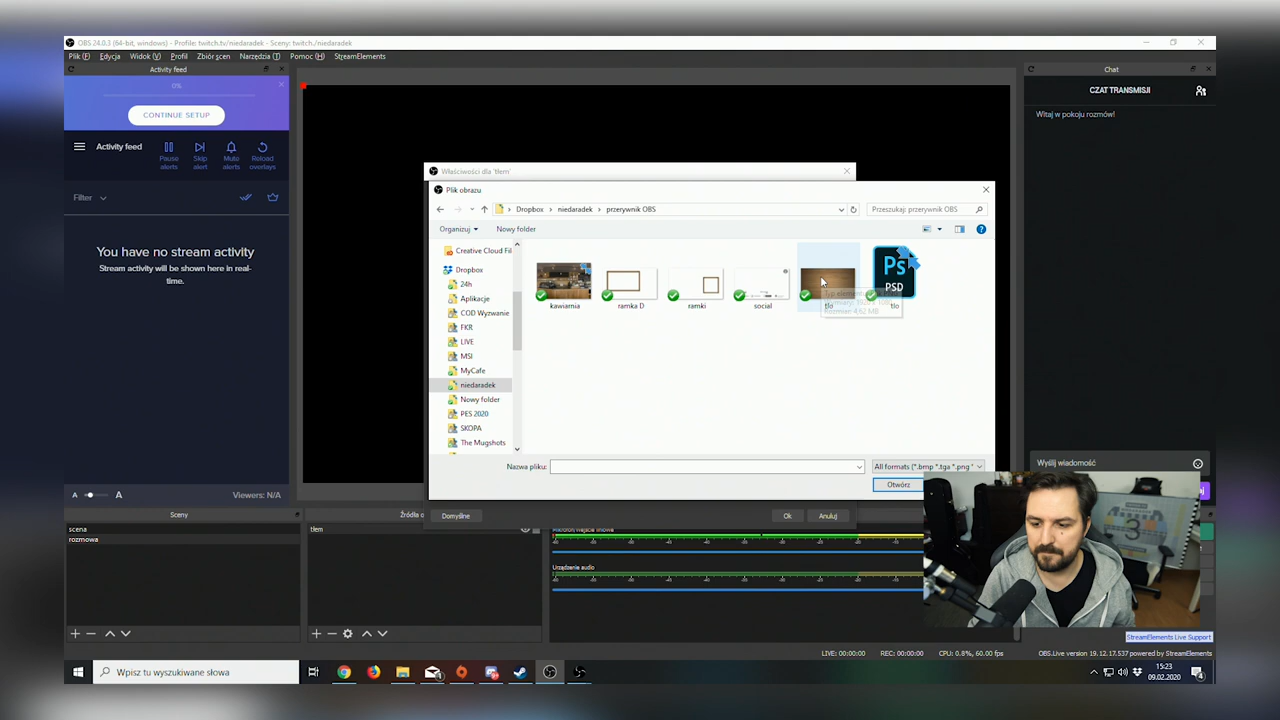 OBS 24.0.3 (64-bit, windows) - Profile: twitch.tv/niedaradek - Sceny: twitch./niedaradek
Plik (F) Edycja Widok (V) Profil Zbiór scen Narzędzia (T) Pomoc (H) StreamElements
Activity feed
Chat
0%
CONTINUE SETUP
CZAT TRANSMISJI
Witaj w pokoju rozmów!
Activity feed
Pause alerts
Skip alert
Mute alerts
Reload overlays
Filter
You have no stream activity
Stream activity will be shown here in real-
time.
A A
Viewers: N/A
Właściwości dla 'tłem'
Plik obrazu
Dropbox > niedaradek > przerywnik OBS
Przeszukaj: przerywnik OBS
Organizuj
Nowy folder
Creative Cloud Fil
Dropbox
24h
Aplikacje
COD Wyzwanie
FKR
LIVE
MSI
MyCafe
niedaradek
Nowy folder
PES 2020
SKOPA
The Mugshots
Ps
PSD
kawiarnia
ramka D
ramki
social
tlo
tlo
Rozmiar: 4,62 MB
Nazwa pliku:
All formats (*.bmp *.tga *.png *
Otwórz
Domyślne
Ok
Anuluj
Wyślij wiadomość
Sceny
scena
rozmowa
tłem
Urządzenie audio
3
StreamElements Live Support
LIVE: 00:00:00
REC: 00:00:00
CPU: 0.8%, 60.00 fps
OBS.Live version 19.12.17.537 powered by StreamElements
Wpisz tu wyszukiwane słowa
15:23
09.02.2020